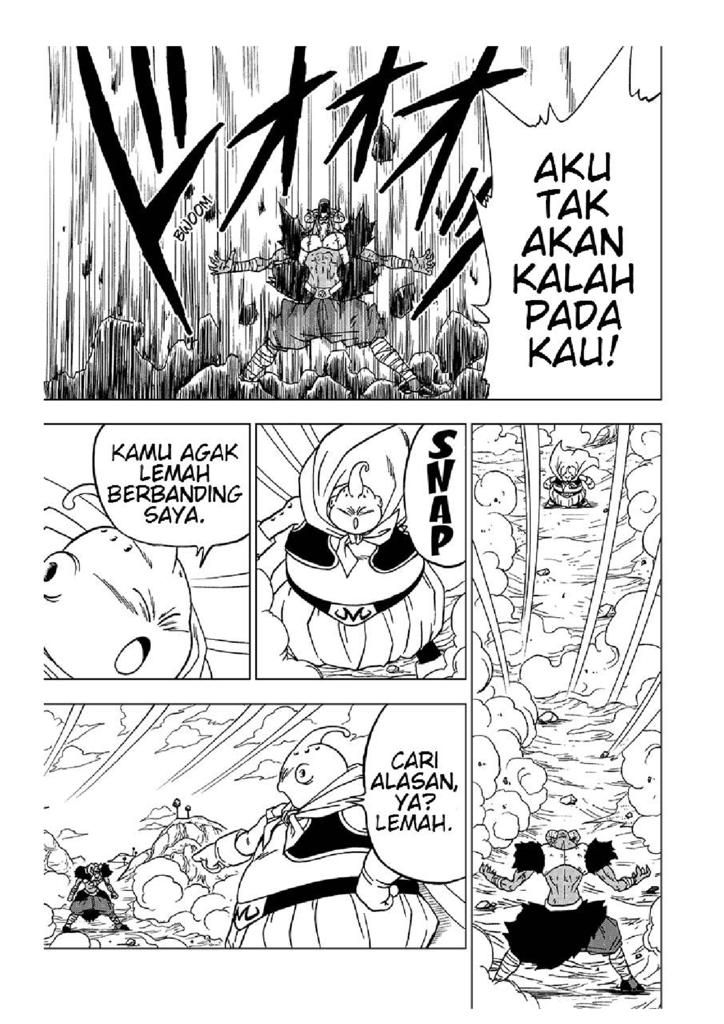 AKU
TAK
AKAN
KALAH
PADA
KAU!
BWOOM
SNAP
KAMU AGAK
LEMAH
BERBANDING
SAYA.
CARI
ALASAN,
YA?
LEMAH.